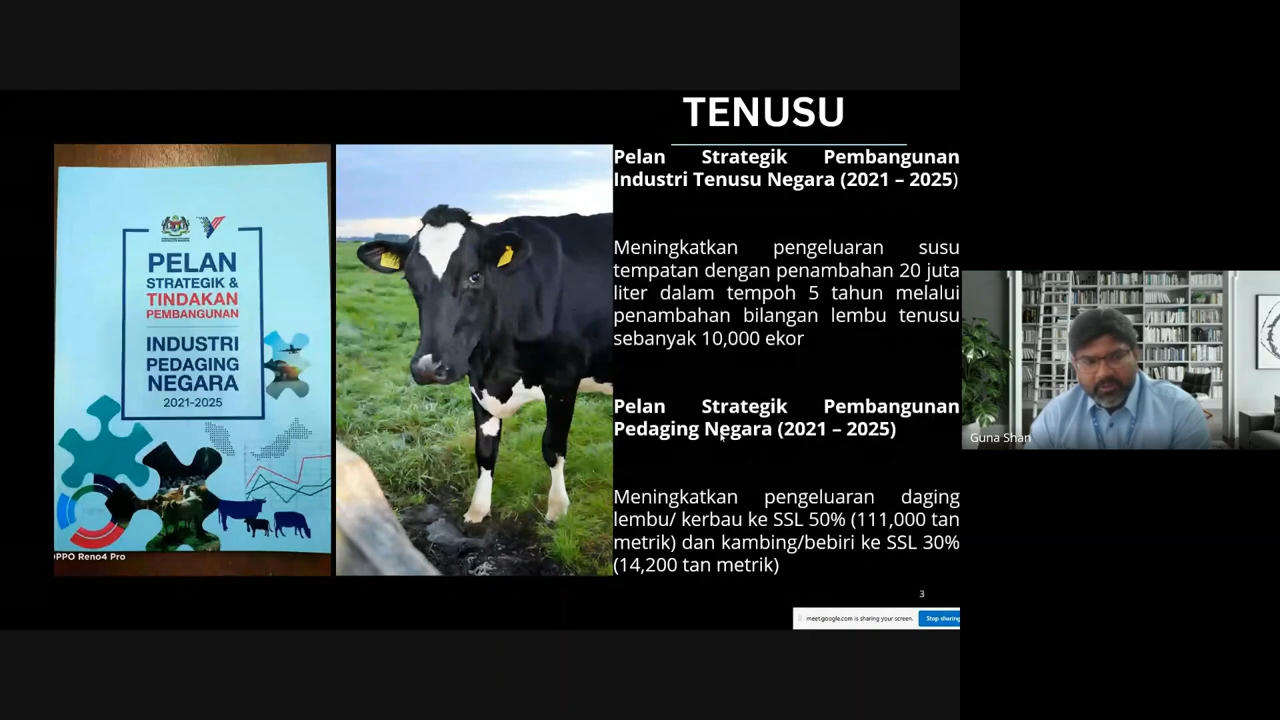 TENUSU
Pelan Strategik Pembangunan
Industri Tenusu Negara (2021 – 2025)
Meningkatkan pengeluaran susu
tempatan dengan penambahan 20 juta
liter dalam tempoh 5 tahun melalui
penambahan bilangan lembu tenusu
sebanyak 10,000 ekor
Pelan Strategik Pembangunan
Pedaging Negara (2021 – 2025)
Meningkatkan pengeluaran daging
lembu/ kerbau ke SSL 50% (111,000 tan
metrik) dan kambing/bebiri ke SSL 30%
(14,200 tan metrik)
PELAN
STRATEGIK &
TINDAKAN
PEMBANGUNAN
INDUSTRI
PEDAGING
NEGARA
2021-2025
OPPO Reno4 Pro
3
meet.google.com is sharing your screen.
Stop sharing
Guna Shan